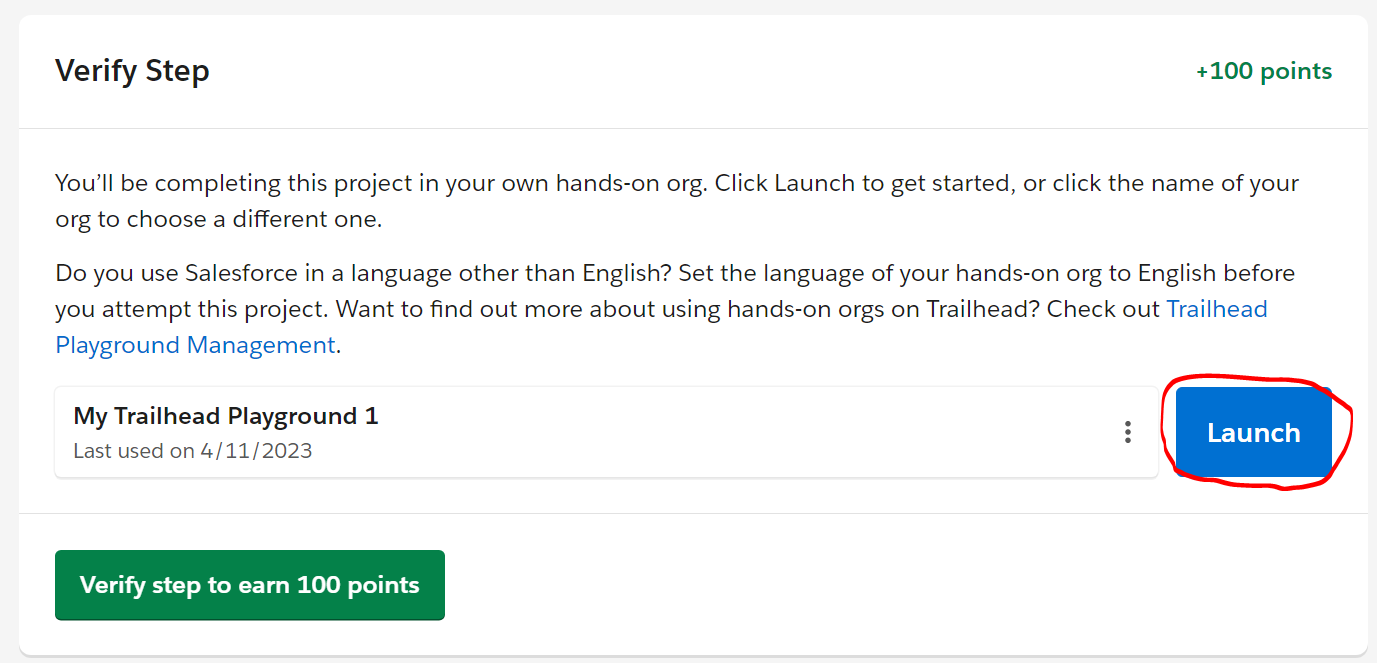 Verify Step
+100 points
You’ll be completing this project in your own hands-on org. Click Launch to get started, or click the name of your
org to choose a different one.
Do you use Salesforce in a language other than English? Set the language of your hands-on org to English before
you attempt this project. Want to find out more about using hands-on orgs on Trailhead? Check out Trailhead
Playground Management.
My Trailhead Playground 1
Last used on 4/11/2023
Launch
Verify step to earn 100 points